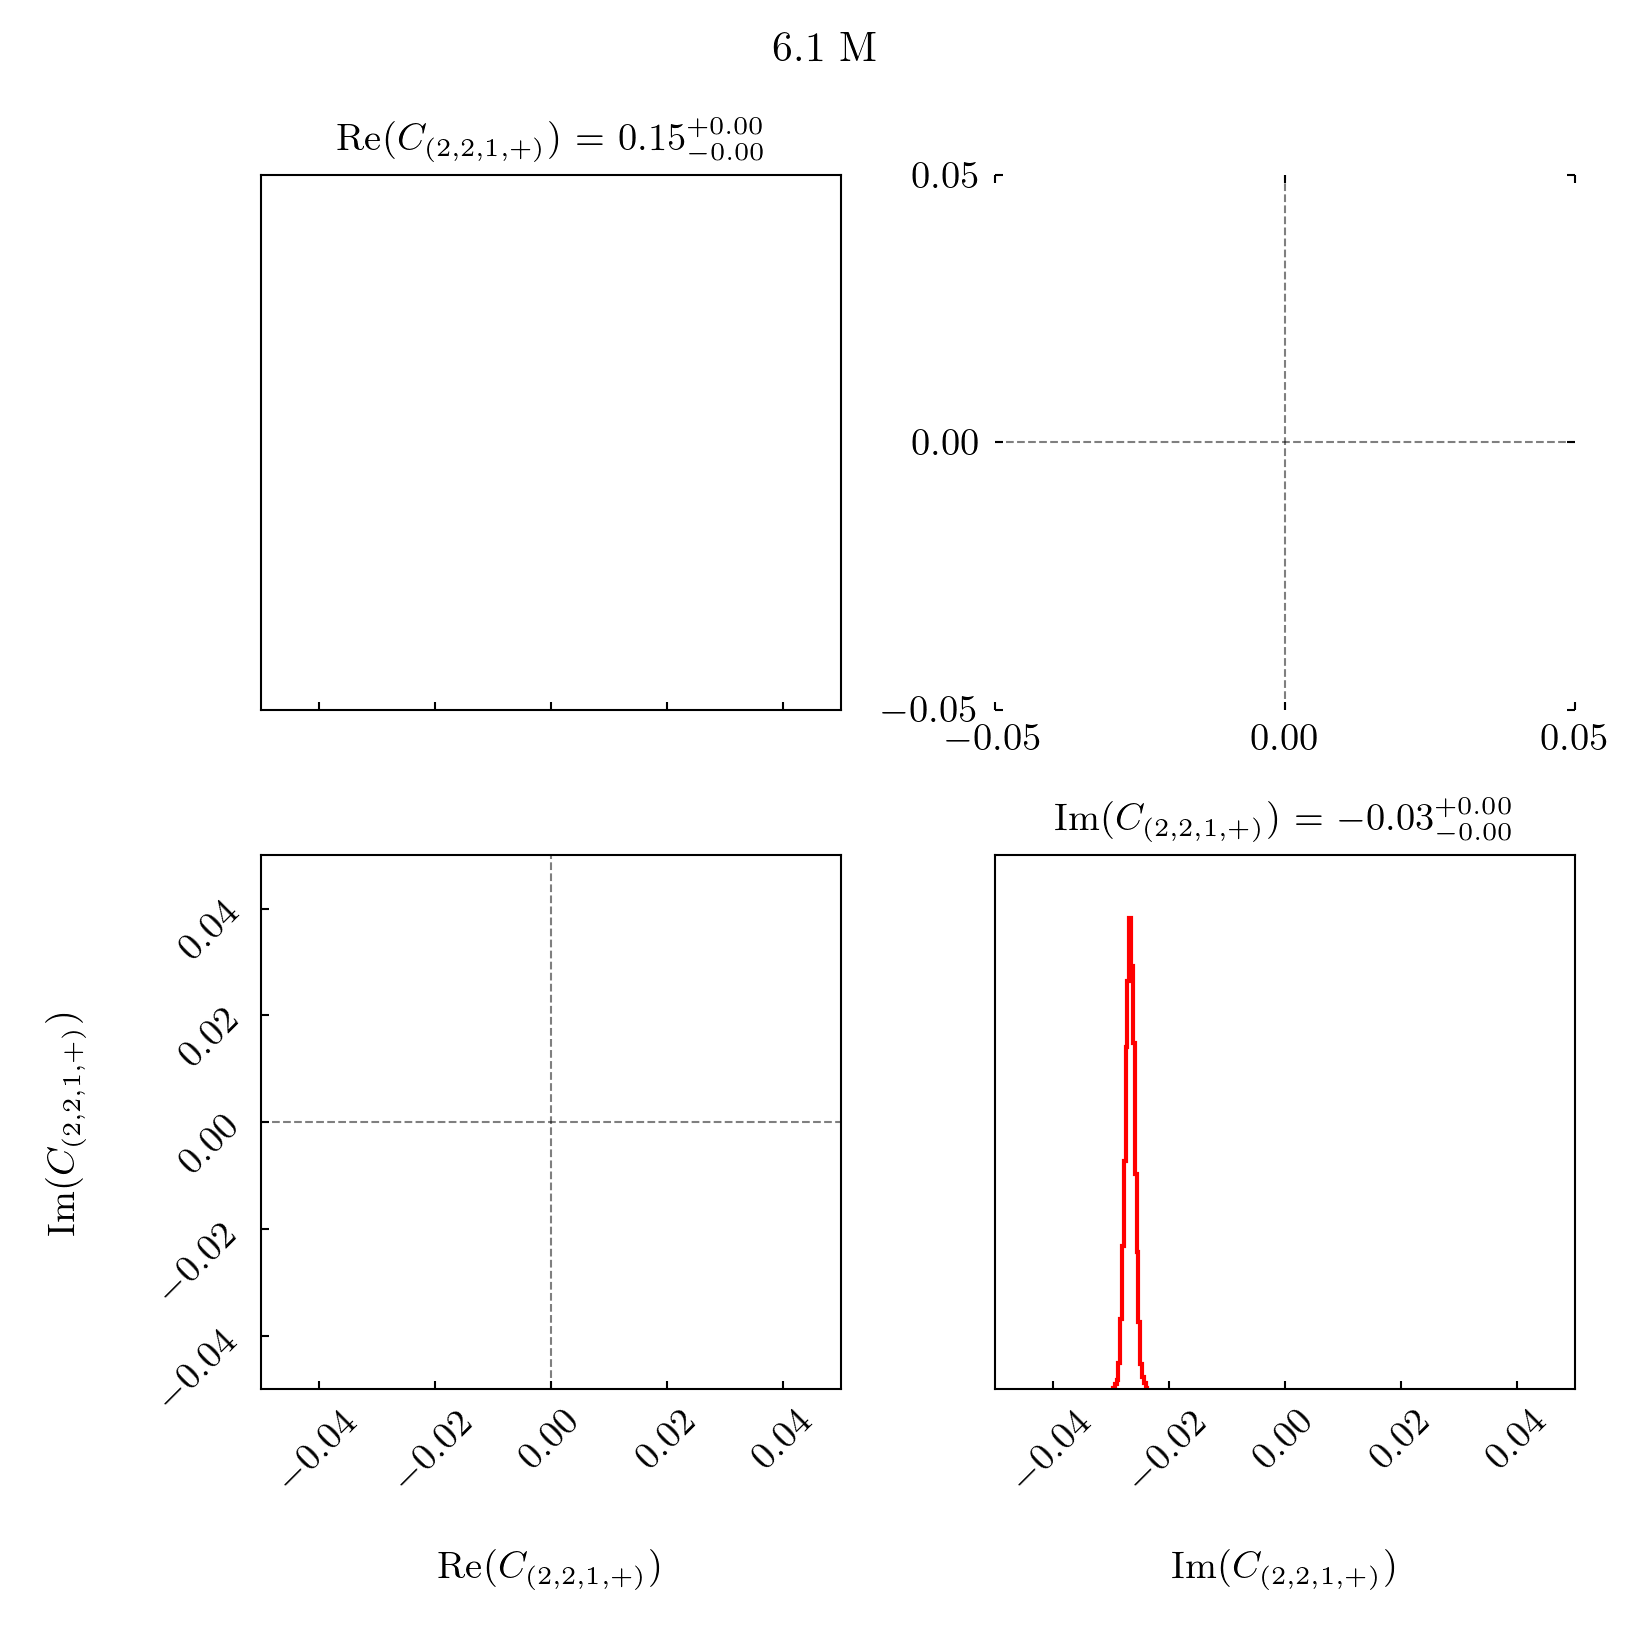 6.1 M
Re(C_{(2,2,1,+)}) = 0.15^{+0.00}_{-0.00}
0.05
0.00
−0.05
−0.05 0.00 0.05
Im(C_{(2,2,1,+)}) = −0.03^{+0.00}_{-0.00}
Im(C_{(2,2,1,+)})
0.04
0.02
0.00
−0.02
−0.04
−0.04 −0.02 0.00 0.02 0.04
−0.04 −0.02 0.00 0.02 0.04
Re(C_{(2,2,1,+)})
Im(C_{(2,2,1,+)})